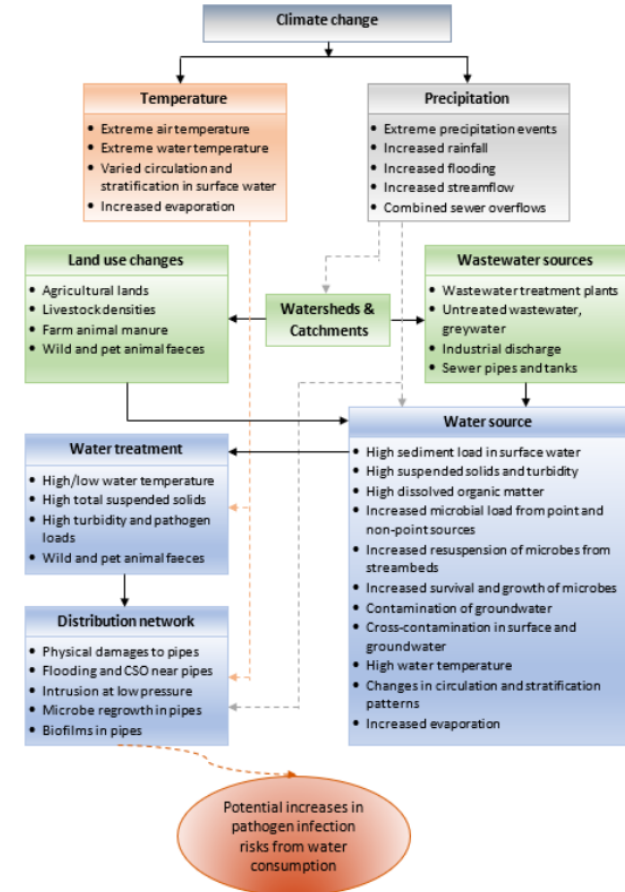 Climate change
Temperature
• Extreme air temperature
• Extreme water temperature
• Varied circulation and
stratification in surface water
• Increased evaporation
Precipitation
• Extreme precipitation events
• Increased rainfall
• Increased flooding
• Increased streamflow
• Combined sewer overflows
Land use changes
• Agricultural lands
• Livestock densities
• Farm animal manure
• Wild and pet animal faeces
Watersheds &
Catchments
Wastewater sources
• Wastewater treatment plants
• Untreated wastewater,
greywater
• Industrial discharge
• Sewer pipes and tanks
Water treatment
• High/low water temperature
• High total suspended solids
• High turbidity and pathogen
loads
• Wild and pet animal faeces
Water source
• High sediment load in surface water
• High suspended solids and turbidity
• High dissolved organic matter
• Increased microbial load from point and
non-point sources
• Increased resuspension of microbes from
streambeds
• Increased survival and growth of microbes
• Contamination of groundwater
• Cross-contamination in surface and
groundwater
• High water temperature
• Changes in circulation and stratification
patterns
• Increased evaporation
Distribution network
• Physical damages to pipes
• Flooding and CSO near pipes
• Intrusion at low pressure
• Microbe regrowth in pipes
• Biofilms in pipes
Potential increases in
pathogen infection
risks from water
consumption